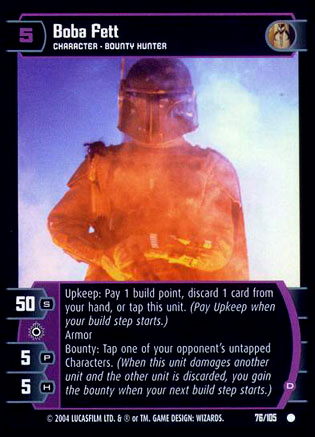 5 Boba Fett
CHARACTER - BOUNTY HUNTER
50 S
5 P
5 H
Upkeep: Pay 1 build point, discard 1 card from
your hand, or tap this unit. (Pay Upkeep when
your build step starts.)
Armor
Bounty: Tap one of your opponent's untapped
Characters. (When this unit damages another
unit and the other unit is discarded, you gain
the bounty when your next build step starts.)
D
© 2004 LUCASFILM LTD. & ® or TM. GAME DESIGN: WIZARDS. 76/105